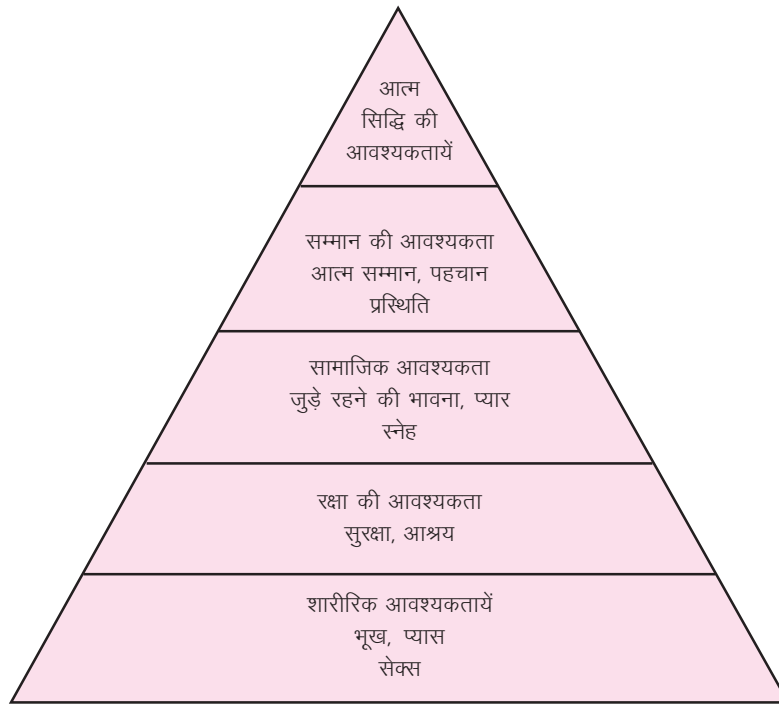 आत्म
सिद्धि की
आवश्यकतायें
सम्मान की आवश्यकता
आत्म सम्मान, पहचान
प्रस्थिति
सामाजिक आवश्यकता
जुड़े रहने की भावना, प्यार
स्नेह
रक्षा की आवश्यकता
सुरक्षा, आश्रय
शारीरिक आवश्यकतायें
भूख, प्यास
सेक्स